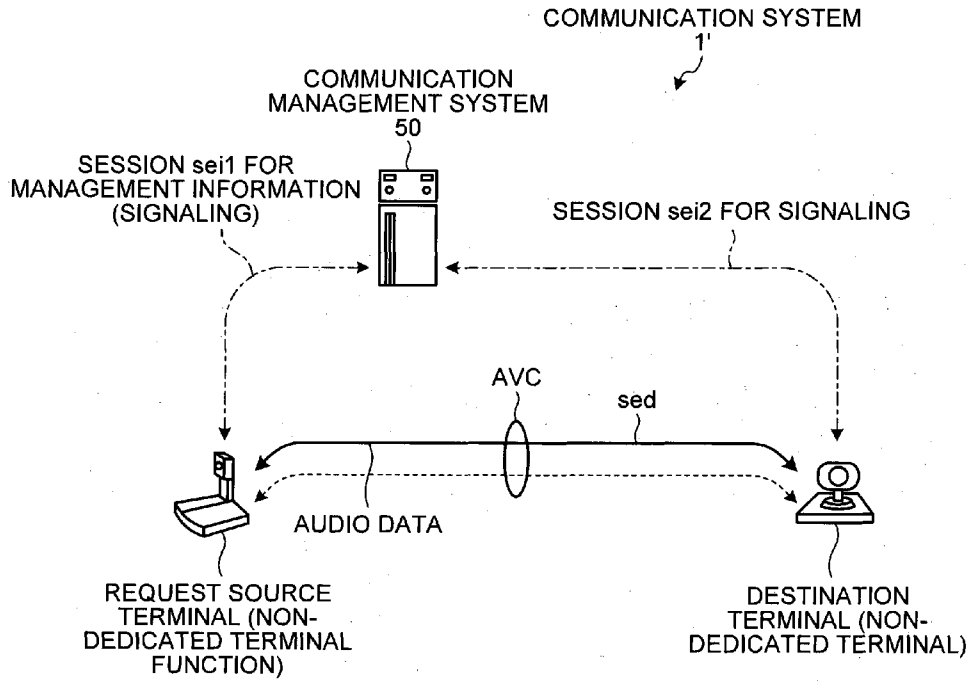 COMMUNICATION SYSTEM
1'
COMMUNICATION
MANAGEMENT SYSTEM
50
SESSION sei1 FOR
MANAGEMENT INFORMATION
(SIGNALING)
SESSION sei2 FOR SIGNALING
AVC
sed
AUDIO DATA
REQUEST SOURCE
TERMINAL (NON-
DEDICATED TERMINAL
FUNCTION)
DESTINATION
TERMINAL (NON-
DEDICATED TERMINAL)